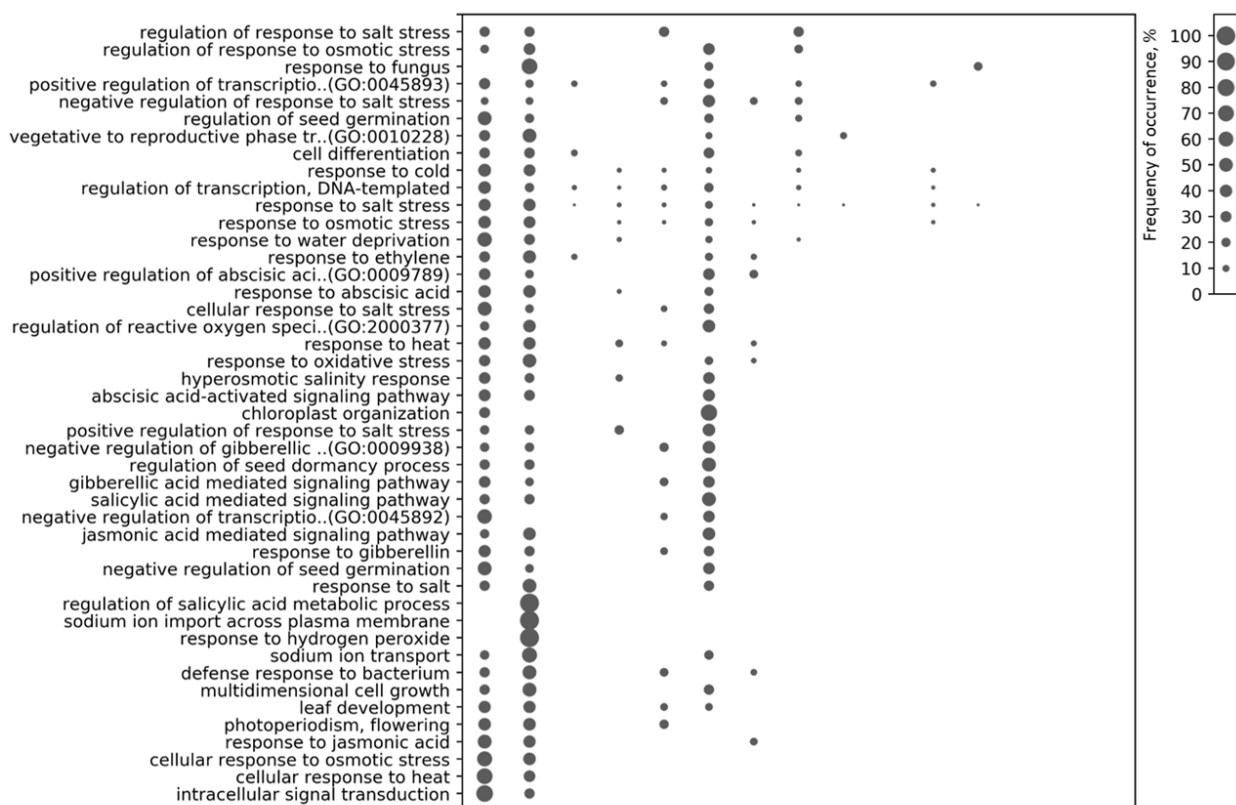 regulation of response to salt stress
regulation of response to osmotic stress
response to fungus
positive regulation of transcriptio..(GO:0045893)
negative regulation of response to salt stress
regulation of seed germination
vegetative to reproductive phase tr..(GO:0010228)
cell differentiation
response to cold
regulation of transcription, DNA-templated
response to salt stress
response to osmotic stress
response to water deprivation
response to ethylene
positive regulation of abscisic aci..(GO:0009789)
response to abscisic acid
cellular response to salt stress
regulation of reactive oxygen speci..(GO:2000377)
response to heat
response to oxidative stress
hyperosmotic salinity response
abscisic acid-activated signaling pathway
chloroplast organization
positive regulation of response to salt stress
negative regulation of gibberellic ..(GO:0009938)
regulation of seed dormancy process
gibberellic acid mediated signaling pathway
salicylic acid mediated signaling pathway
negative regulation of transcriptio..(GO:0045892)
jasmonic acid mediated signaling pathway
response to gibberellin
negative regulation of seed germination
response to salt
regulation of salicylic acid metabolic process
sodium ion import across plasma membrane
response to hydrogen peroxide
sodium ion transport
defense response to bacterium
multidimensional cell growth
leaf development
photoperiodism, flowering
response to jasmonic acid
cellular response to osmotic stress
cellular response to heat
intracellular signal transduction
Frequency of occurrence, %
100
90
80
70
60
50
40
30
20
10
0